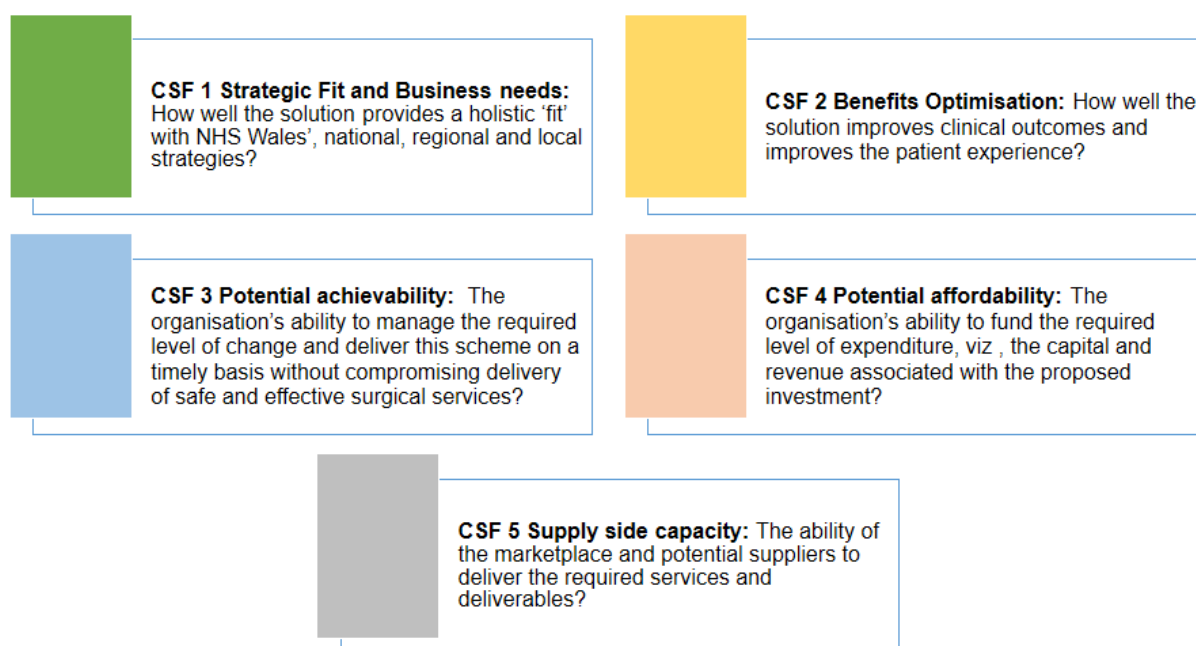 CSF 1 Strategic Fit and Business needs:
How well the solution provides a holistic ‘fit’
with NHS Wales’, national, regional and local
strategies?
CSF 2 Benefits Optimisation: How well the
solution improves clinical outcomes and
improves the patient experience?
CSF 3 Potential achievability:  The
organisation’s ability to manage the required
level of change and deliver this scheme on a
timely basis without compromising delivery
of safe and effective surgical services?
CSF 4 Potential affordability: The
organisation’s ability to fund the required
level of expenditure, viz , the capital and
revenue associated with the proposed
investment?
CSF 5 Supply side capacity: The ability of
the marketplace and potential suppliers to
deliver the required services and
deliverables?